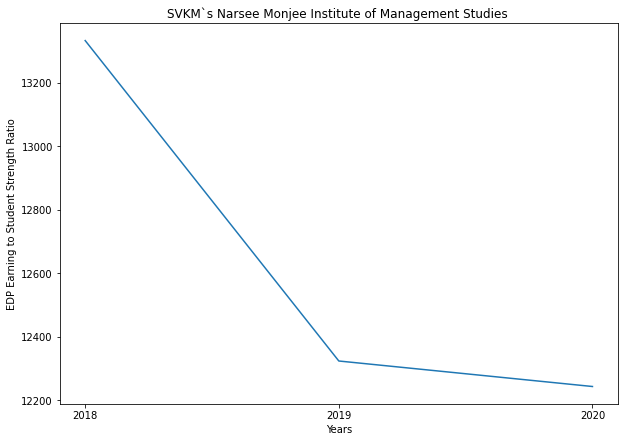 SVKM`s Narsee Monjee Institute of Management Studies
EDP Earning to Student Strength Ratio
13200
13000
12800
12600
12400
12200
2018 2019 2020
Years